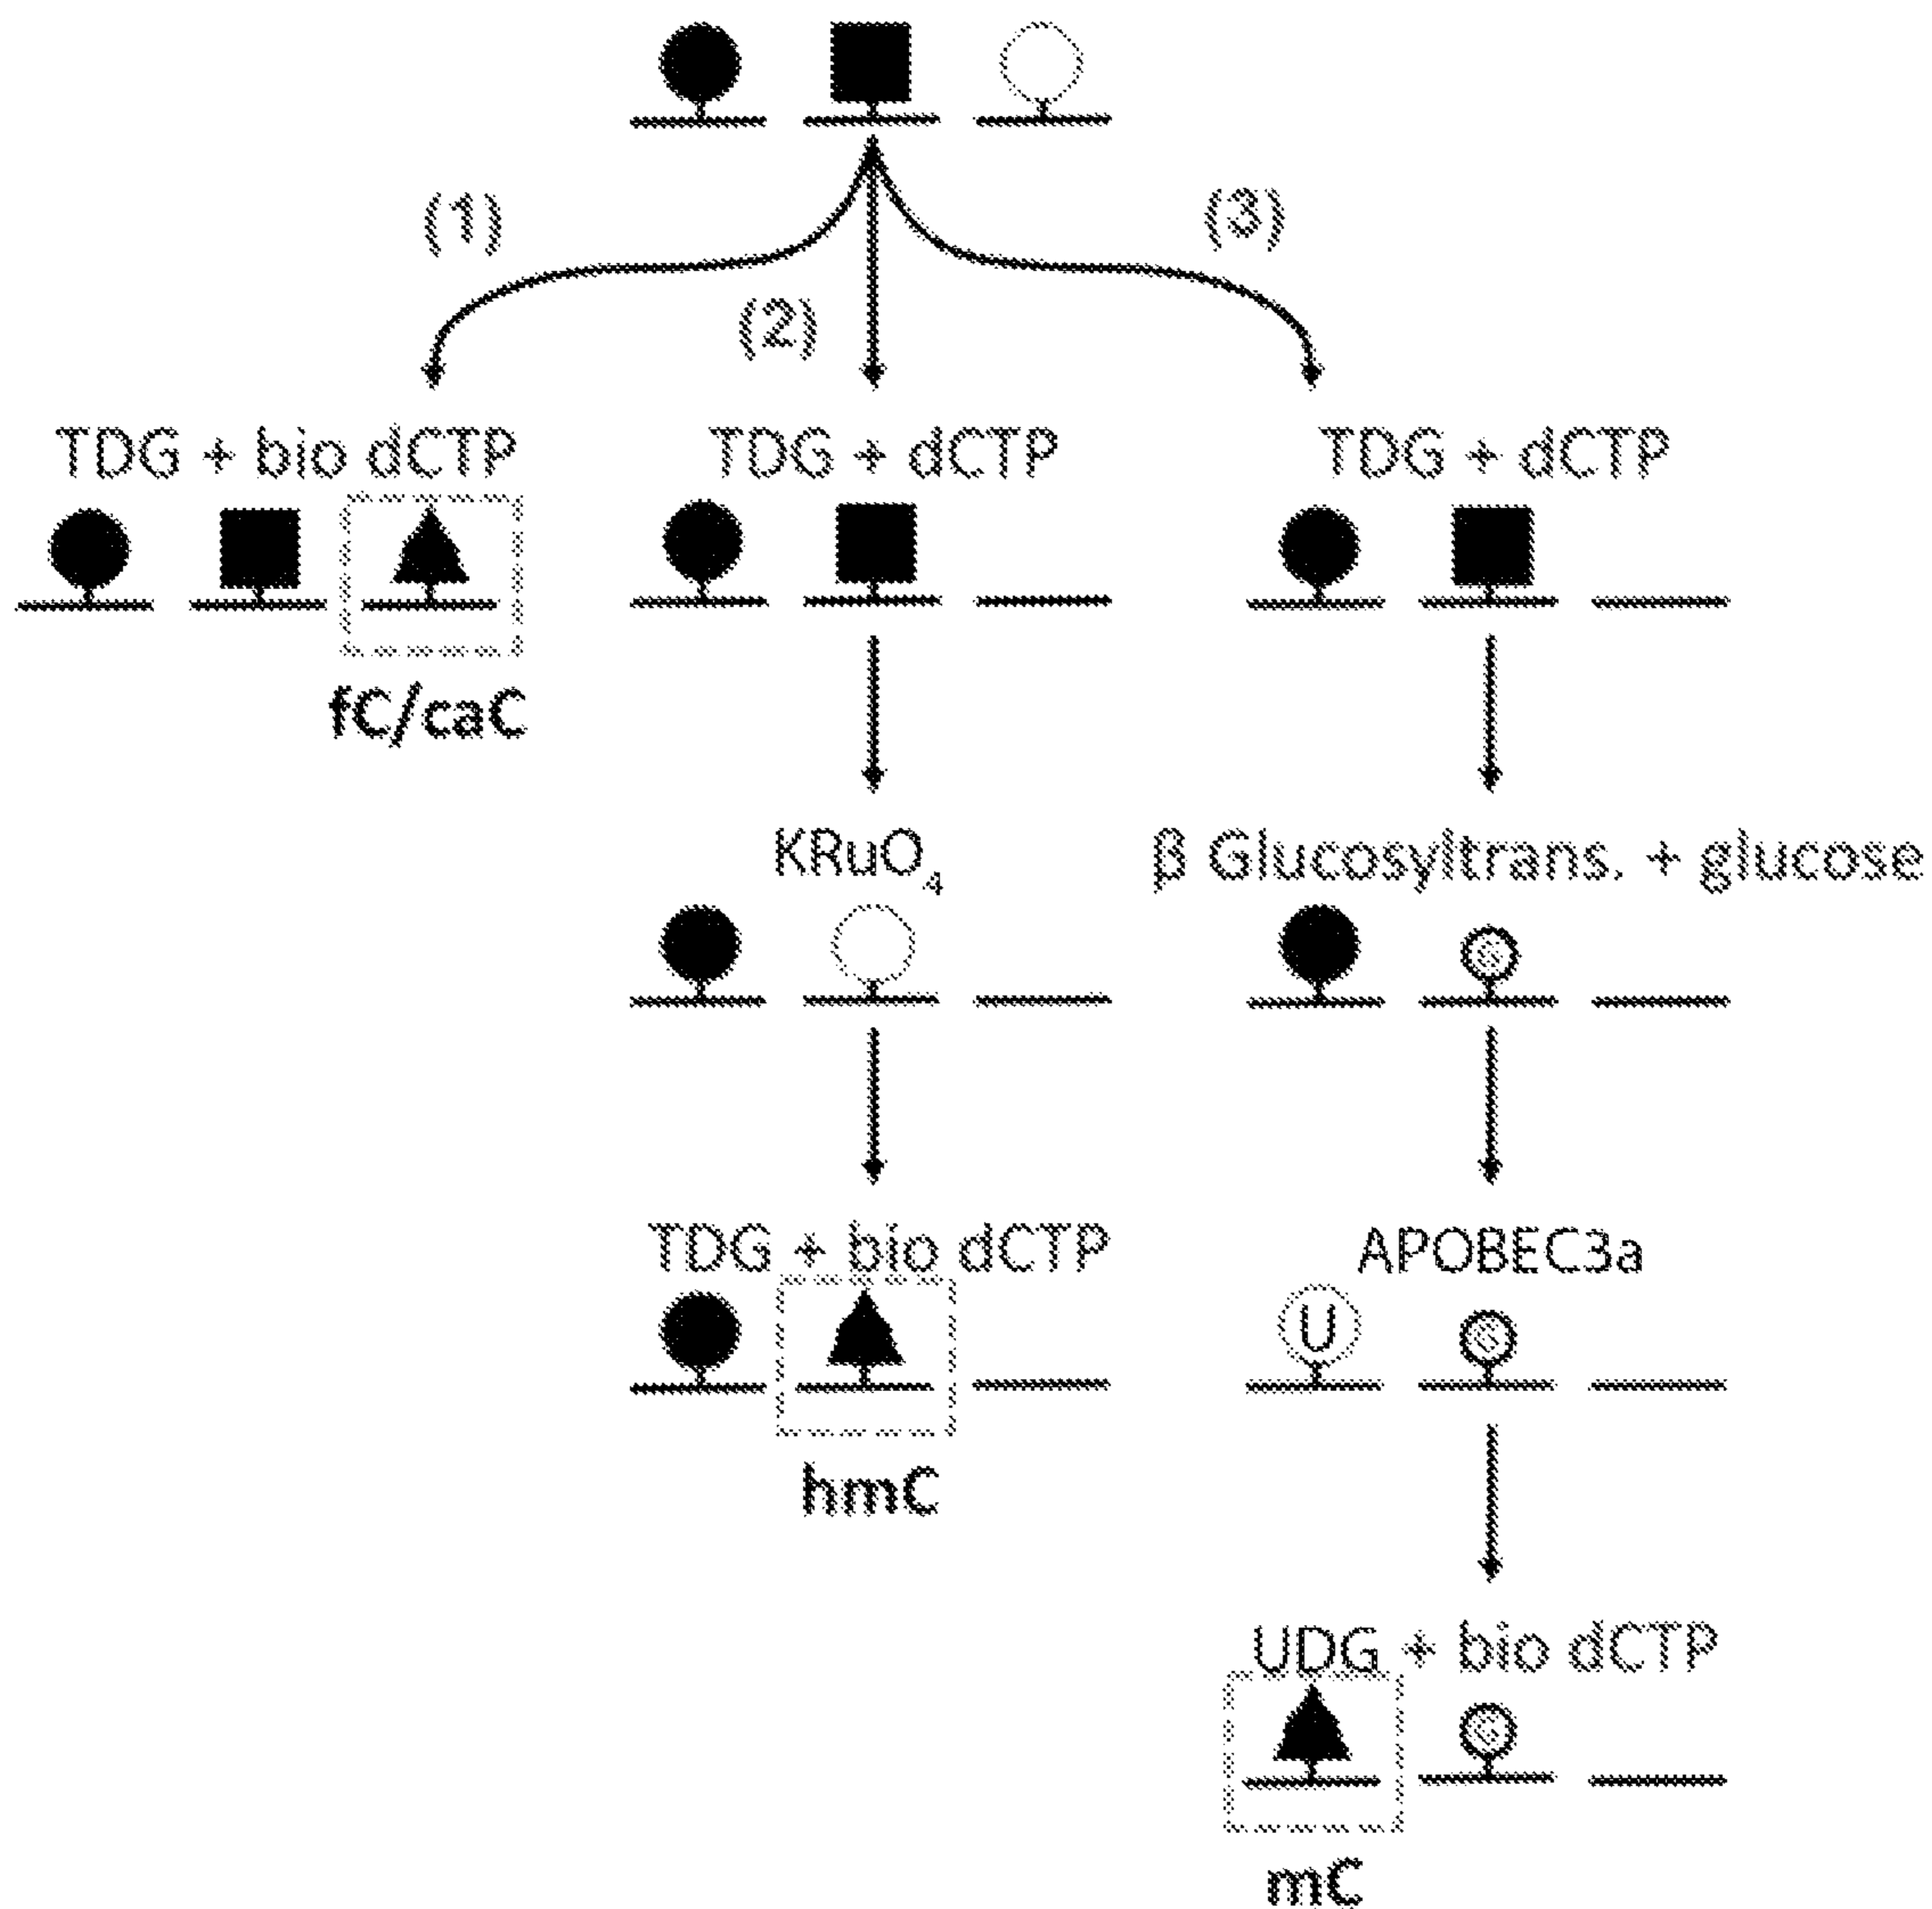 (1)
(2)
(3)
TDG + bio dCTP
TDG + dCTP
TDG + dCTP
fC/caC
KRuO₄
β Glucosyltrans. + glucose
G
TDG + bio dCTP
APOBEC3a
U
G
hmC
UDG + bio dCTP
G
mC